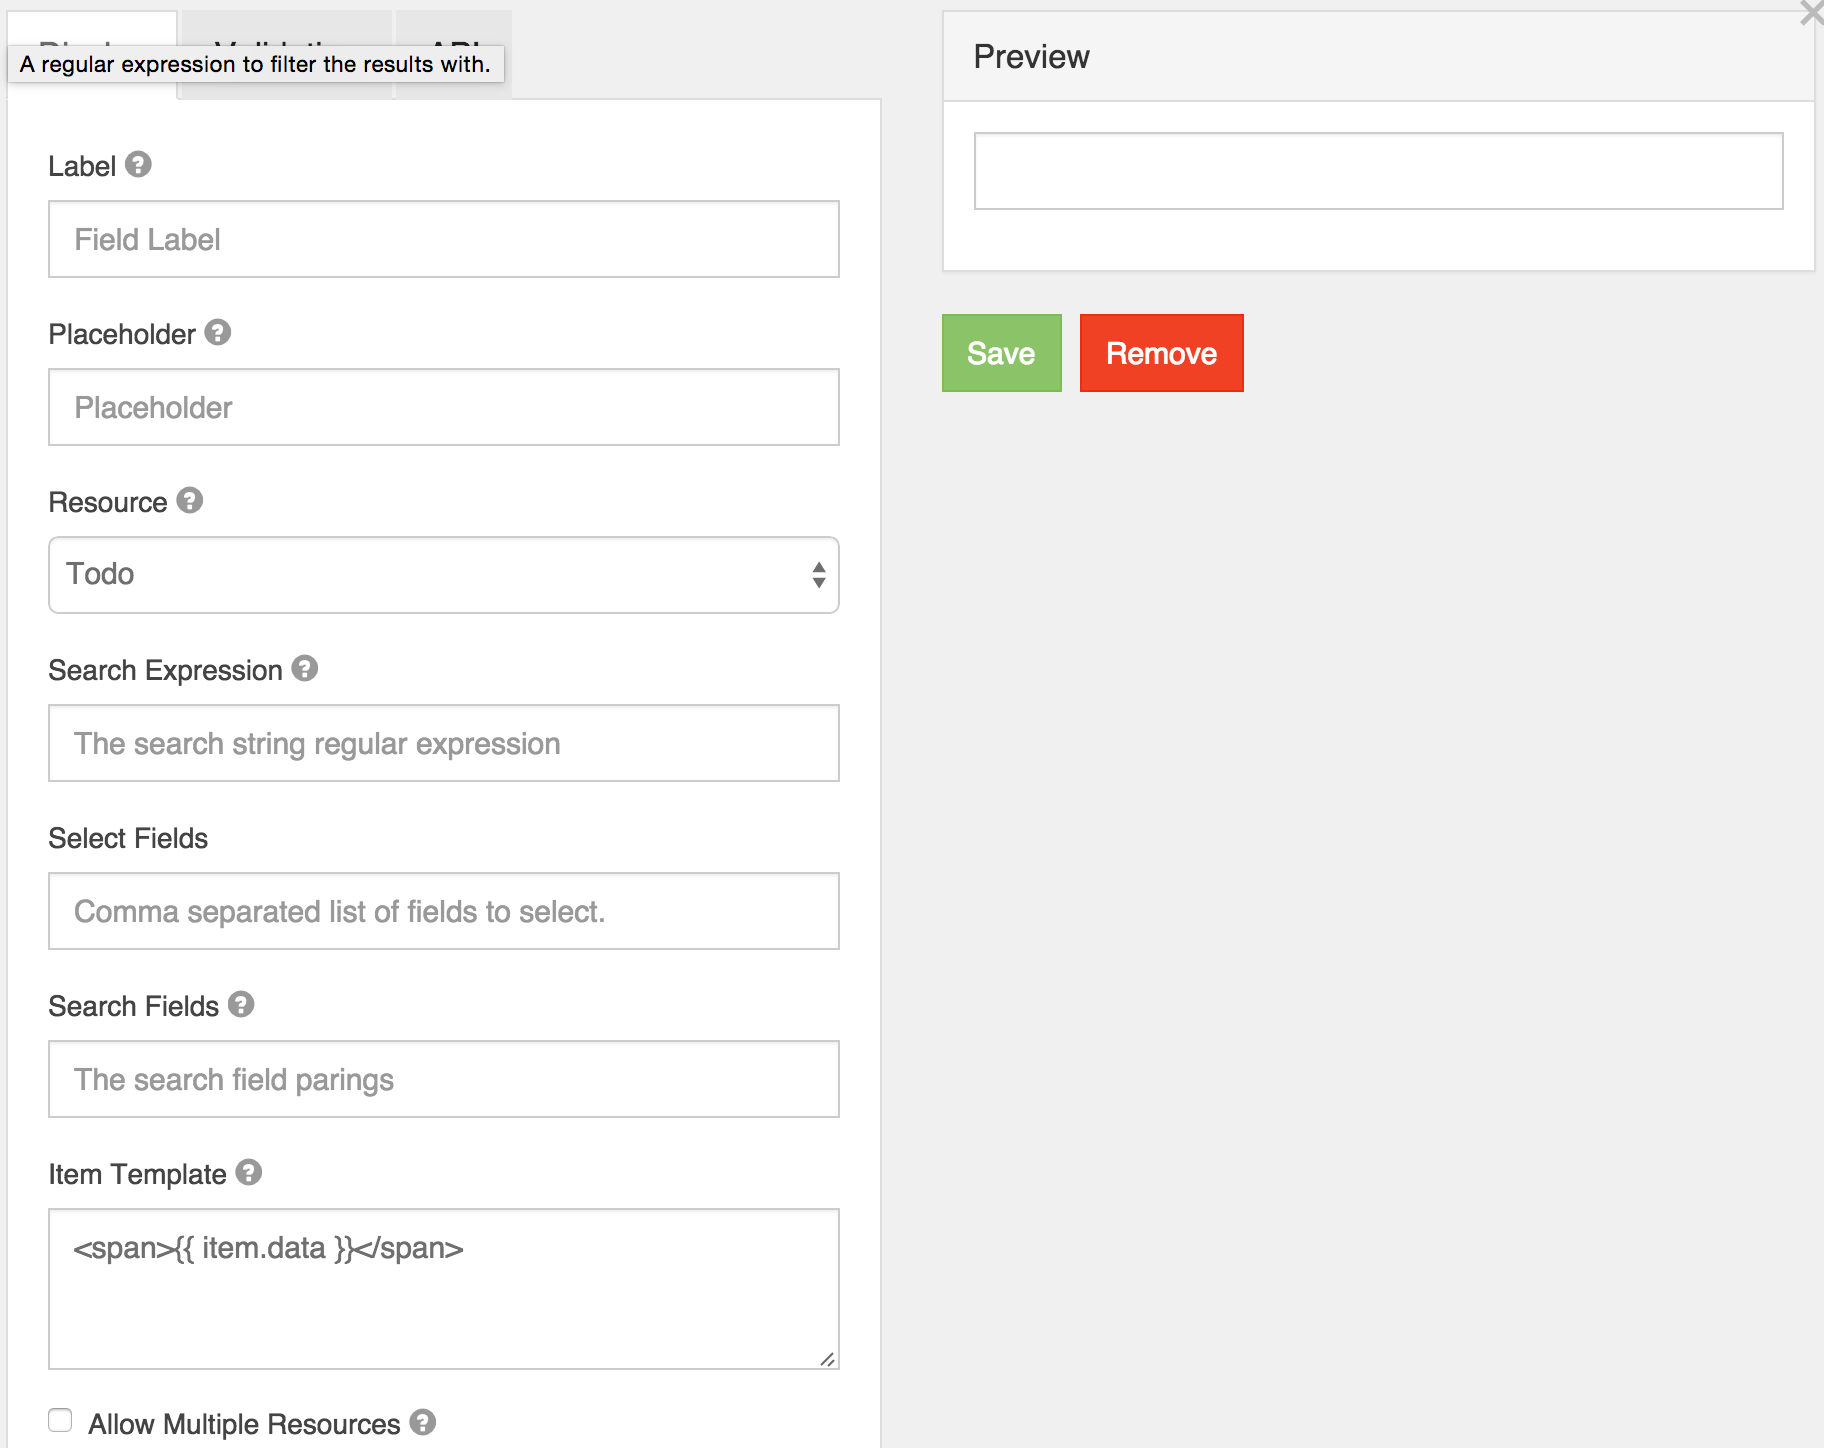 A regular expression to filter the results with.
Preview
Label
Field Label
Save Remove
Placeholder
Placeholder
Resource
Todo
Search Expression
The search string regular expression
Select Fields
Comma separated list of fields to select.
Search Fields
The search field parings
Item Template
<span>{{ item.data }}</span>
Allow Multiple Resources